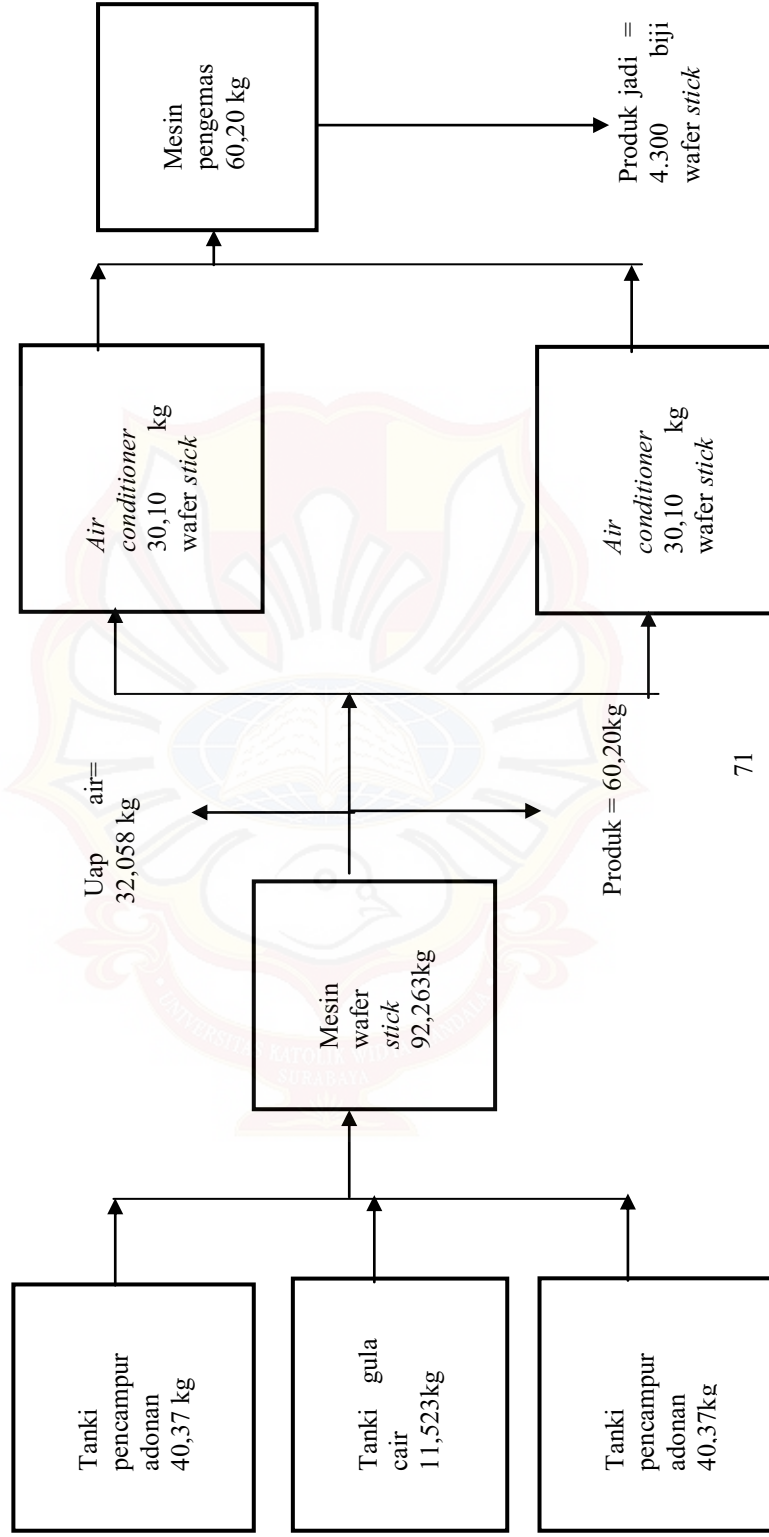 Tanki
pencampur
adonan
40,37 kg
Tanki gula
cair
11,523kg
Tanki
pencampur
adonan
40,37kg
Mesin
wafer
stick
92,263kg
Uap air=
32,058 kg
Produk = 60,20kg
Air
conditioner
30,10 kg
wafer stick
Air
conditioner
30,10 kg
wafer stick
Mesin
pengemas
60,20 kg
Produk jadi =
4.300 biji
wafer stick
71
SURABAYA